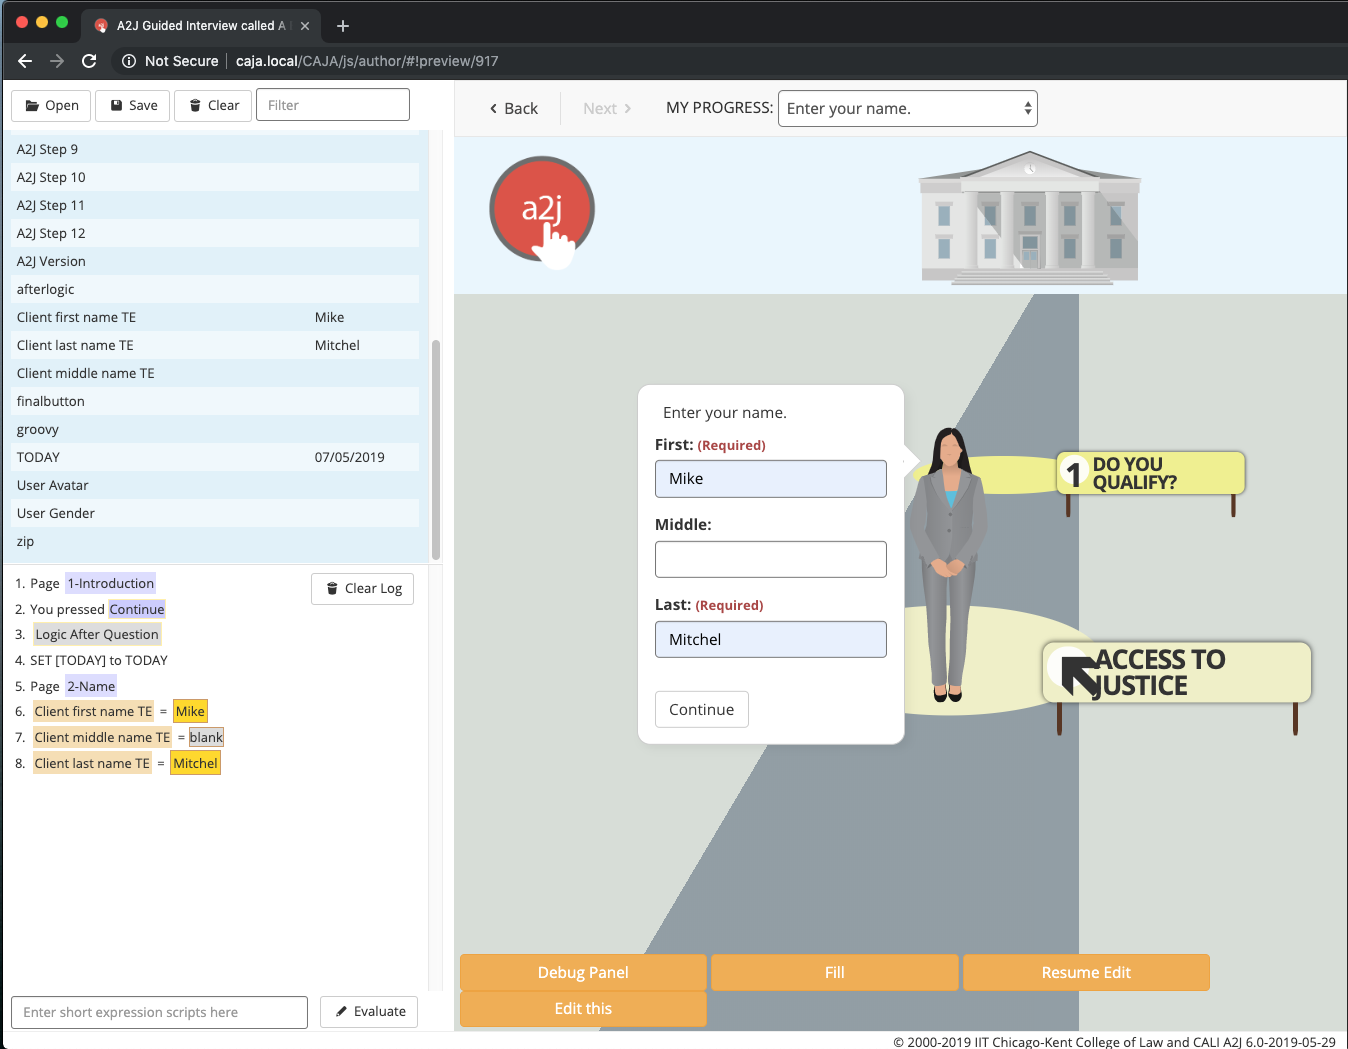 A2J Guided Interview called A
Not Secure
caja.local/CAJA/js/author/#!preview/917
Open
Save
Clear
Filter
A2J Step 9
A2J Step 10
A2J Step 11
A2J Step 12
A2J Version
afterlogic
Client first name TE Mike
Client last name TE Mitchel
Client middle name TE
finalbutton
groovy
TODAY 07/05/2019
User Avatar
User Gender
zip
1. Page 1-Introduction
Clear Log
2. You pressed Continue
3. Logic After Question
4. SET [TODAY] to TODAY
5. Page 2-Name
6. Client first name TE = Mike
7. Client middle name TE = blank
8. Client last name TE = Mitchel
Enter short expression scripts here
Evaluate
Back
Next
MY PROGRESS: Enter your name.
a2j
Enter your name.
First: (Required)
Mike
Middle:
Last: (Required)
Mitchel
Continue
1 DO YOU
QUALIFY?
ACCESS TO
JUSTICE
Debug Panel
Fill
Resume Edit
Edit this
© 2000-2019 IIT Chicago-Kent College of Law and CALI A2J 6.0-2019-05-29